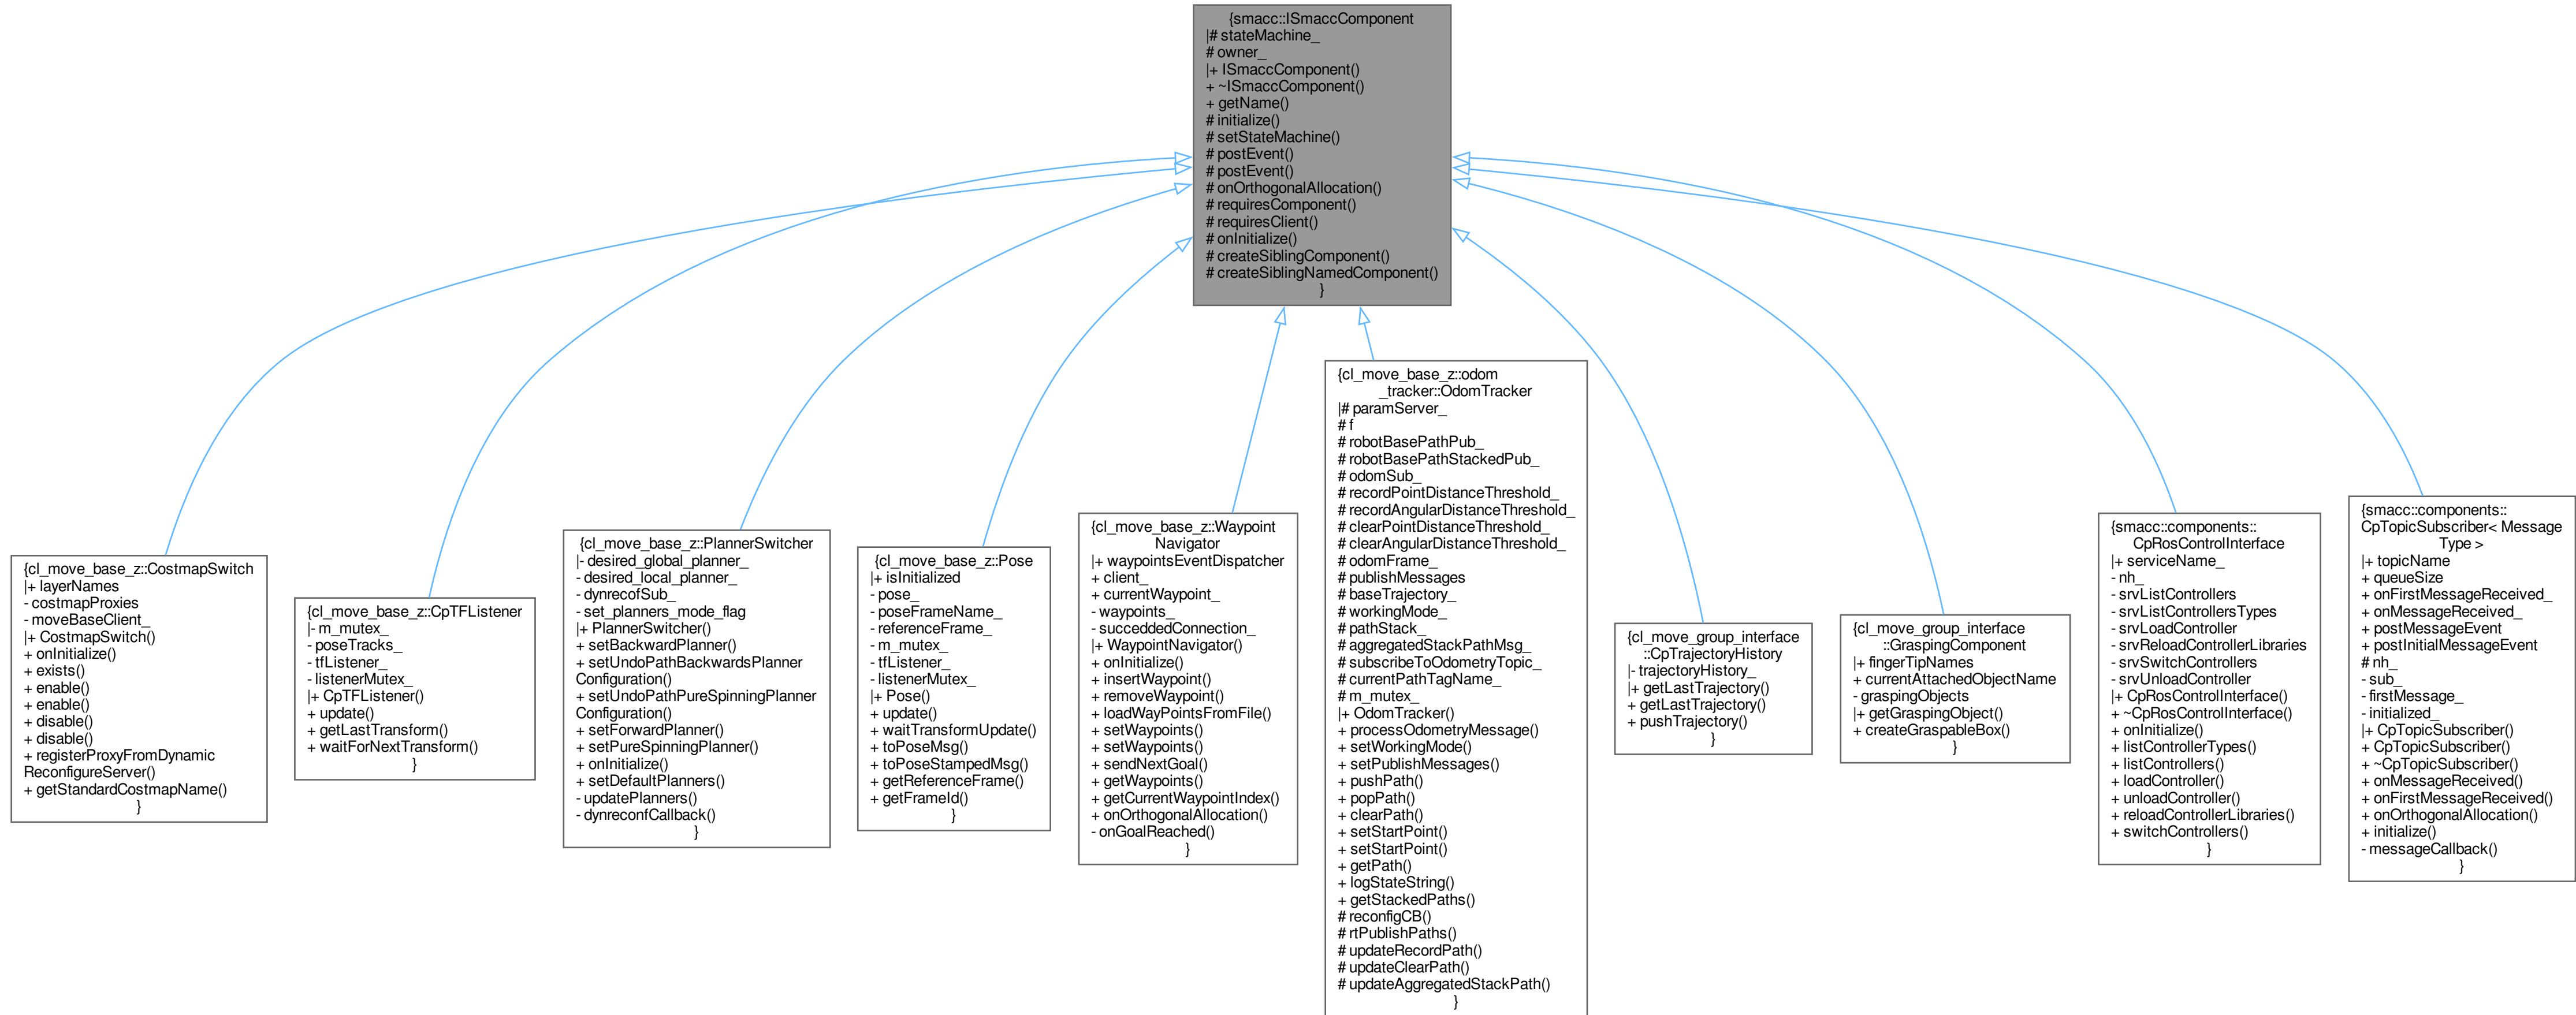 {smacc::ISmaccComponent
|# stateMachine_
# owner_
|+ ISmaccComponent()
+ ~ISmaccComponent()
+ getName()
# initialize()
# setStateMachine()
# postEvent()
# postEvent()
# onOrthogonalAllocation()
# requiresComponent()
# requiresClient()
# onInitialize()
# createSiblingComponent()
# createSiblingNamedComponent()
}
{cl_move_base_z::CostmapSwitch
|+ layerNames
- costmapProxies
- moveBaseClient_
|+ CostmapSwitch()
+ onInitialize()
+ exists()
+ enable()
+ enable()
+ disable()
+ disable()
+ registerProxyFromDynamic
ReconfigureServer()
+ getStandardCostmapName()
}
{cl_move_base_z::CpTFListener
|- m_mutex_
- poseTracks_
- tfListener_
- listenerMutex_
|+ CpTFListener()
+ update()
+ getLastTransform()
+ waitForNextTransform()
}
{cl_move_base_z::PlannerSwitcher
|- desired_global_planner_
- desired_local_planner_
- dynrecofSub_
- set_planners_mode_flag
|+ PlannerSwitcher()
+ setBackwardPlanner()
+ setUndoPathBackwardsPlanner
Configuration()
+ setUndoPathPureSpinningPlanner
Configuration()
+ setForwardPlanner()
+ setPureSpinningPlanner()
+ onInitialize()
+ setDefaultPlanners()
- updatePlanners()
- dynreconfCallback()
}
{cl_move_base_z::Pose
|+ isInitialized
- pose_
- poseFrameName_
- referenceFrame_
- m_mutex_
- tfListener_
- listenerMutex_
|+ Pose()
+ update()
+ waitTransformUpdate()
+ toPoseMsg()
+ toPoseStampedMsg()
+ getReferenceFrame()
+ getFrameId()
}
{cl_move_base_z::Waypoint
Navigator
|+ waypointsEventDispatcher
+ client_
+ currentWaypoint_
- waypoints_
- succeddedConnection_
|+ WaypointNavigator()
+ onInitialize()
+ insertWaypoint()
+ removeWaypoint()
+ loadWayPointsFromFile()
+ setWaypoints()
+ setWaypoints()
+ sendNextGoal()
+ getWaypoints()
+ getCurrentWaypointIndex()
+ onOrthogonalAllocation()
- onGoalReached()
}
{cl_move_base_z::odom
_tracker::OdomTracker
|# paramServer_
# f
# robotBasePathPub_
# robotBasePathStackedPub_
# odomSub_
# recordPointDistanceThreshold_
# recordAngularDistanceThreshold_
# clearPointDistanceThreshold_
# clearAngularDistanceThreshold_
# odomFrame_
# publishMessages
# baseTrajectory_
# workingMode_
# pathStack_
# aggregatedStackPathMsg_
# subscribeToOdometryTopic_
# currentPathTagName_
# m_mutex_
|+ OdomTracker()
+ processOdometryMessage()
+ setWorkingMode()
+ setPublishMessages()
+ pushPath()
+ popPath()
+ clearPath()
+ setStartPoint()
+ setStartPoint()
+ getPath()
+ logStateString()
+ getStackedPaths()
# reconfigCB()
# rtPublishPaths()
# updateRecordPath()
# updateClearPath()
# updateAggregatedStackPath()
}
{cl_move_group_interface
::CpTrajectoryHistory
|- trajectoryHistory_
|+ getLastTrajectory()
+ getLastTrajectory()
+ pushTrajectory()
}
{cl_move_group_interface
::GraspingComponent
|+ fingerTipNames
+ currentAttachedObjectName
- graspingObjects
|+ getGraspingObject()
+ createGraspableBox()
}
{smacc::components::
CpRosControlInterface
|+ serviceName_
- nh_
- srvListControllers
- srvListControllersTypes
- srvLoadController
- srvReloadControllerLibraries
- srvSwitchControllers
- srvUnloadController
|+ CpRosControlInterface()
+ ~CpRosControlInterface()
+ onInitialize()
+ listControllerTypes()
+ listControllers()
+ loadController()
+ unloadController()
+ reloadControllerLibraries()
+ switchControllers()
}
{smacc::components::
CpTopicSubscriber< Message
Type >
|+ topicName
+ queueSize
+ onFirstMessageReceived_
+ onMessageReceived_
+ postMessageEvent
+ postInitialMessageEvent
# nh_
- sub_
- firstMessage_
- initialized_
|+ CpTopicSubscriber()
+ CpTopicSubscriber()
+ ~CpTopicSubscriber()
+ onMessageReceived()
+ onFirstMessageReceived()
+ onOrthogonalAllocation()
+ initialize()
- messageCallback()
}